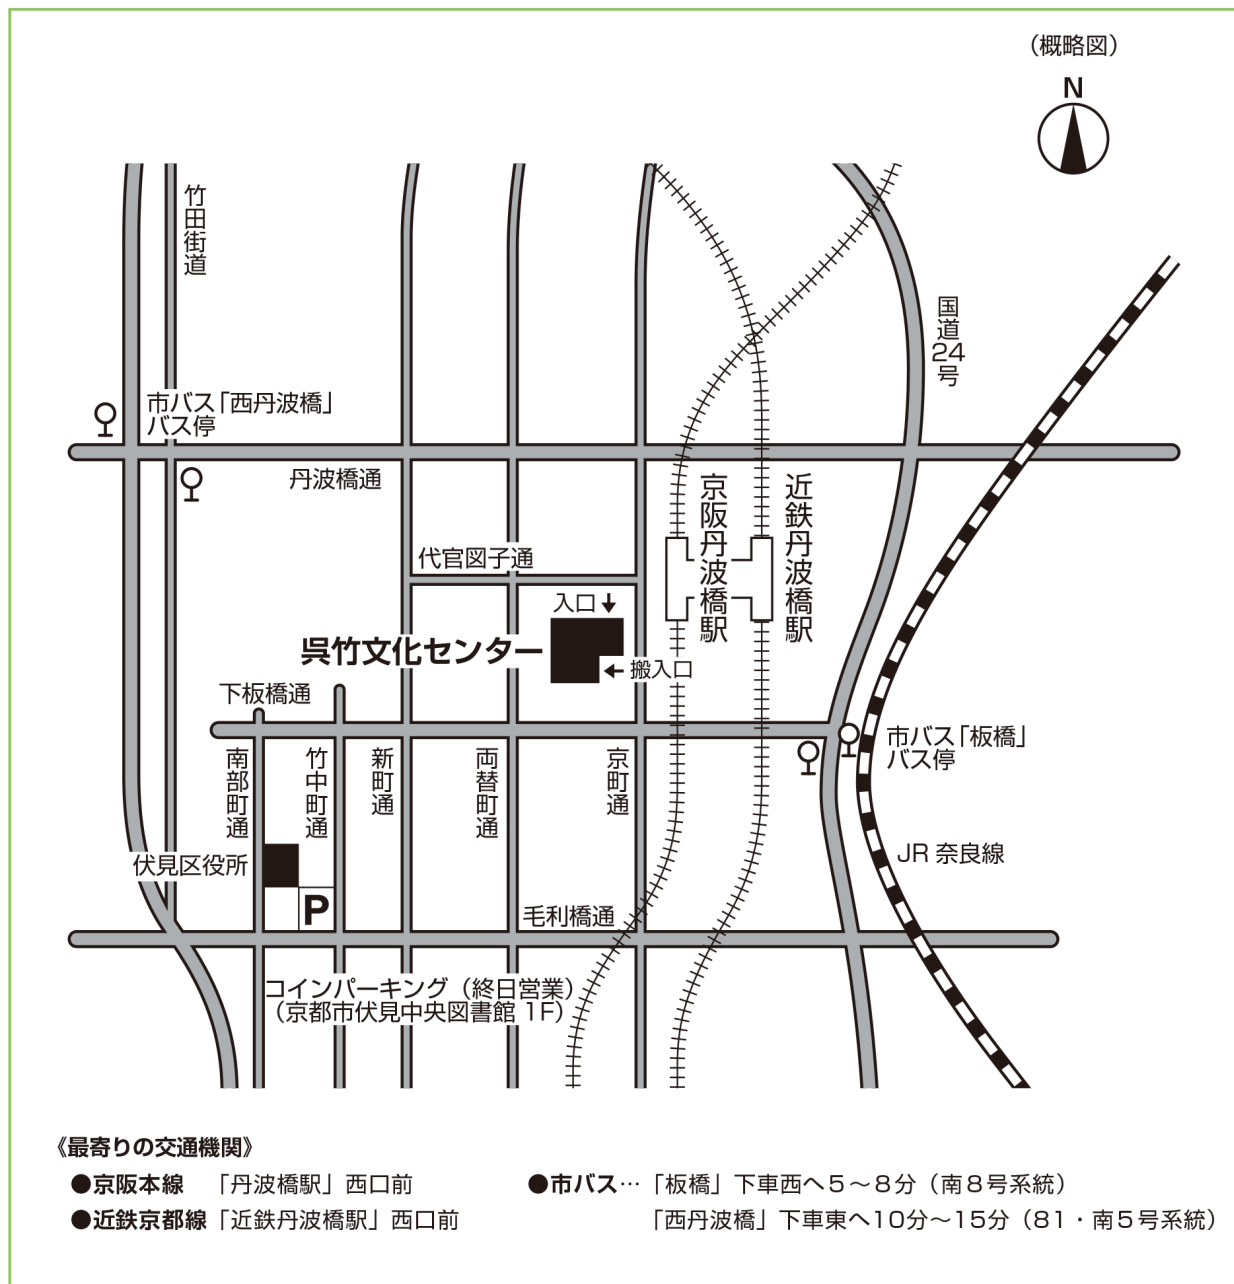 （概略図）
N
竹田街道
国道24号
市バス「西丹波橋」
バス停
丹波橋通
京阪丹波橋駅
近鉄丹波橋駅
代官図子通
入口
呉竹文化センター
搬入口
下板橋通
南部町通
竹中町通
新町通
両替町通
京町通
市バス「板橋」
バス停
伏見区役所
JR 奈良線
P
毛利橋通
コインパーキング（終日営業）
（京都市伏見中央図書館 1F）
《最寄りの交通機関》
●京阪本線 「丹波橋駅」西口前
●近鉄京都線「近鉄丹波橋駅」西口前
●市バス…「板橋」下車西へ５～８分（南８号系統）
「西丹波橋」下車東へ10分～15分（81・南５号系統）